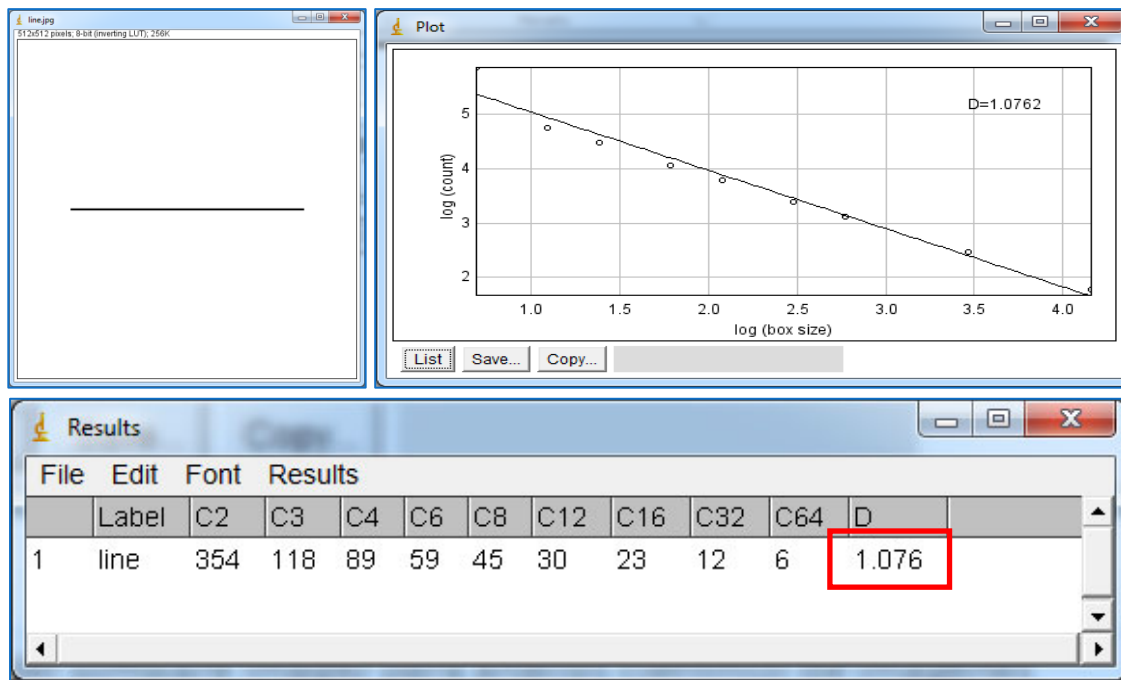 line.jpg
512x512 pixels; 8-bit (inverting LUT); 256K
Plot
D=1.0762
5
4
3
2
log (count)
1.0 1.5 2.0 2.5 3.0 3.5 4.0
log (box size)
List Save... Copy...
Results
File Edit Font Results
Label C2 C3 C4 C6 C8 C12 C16 C32 C64 D
1 line 354 118 89 59 45 30 23 12 6 1.076